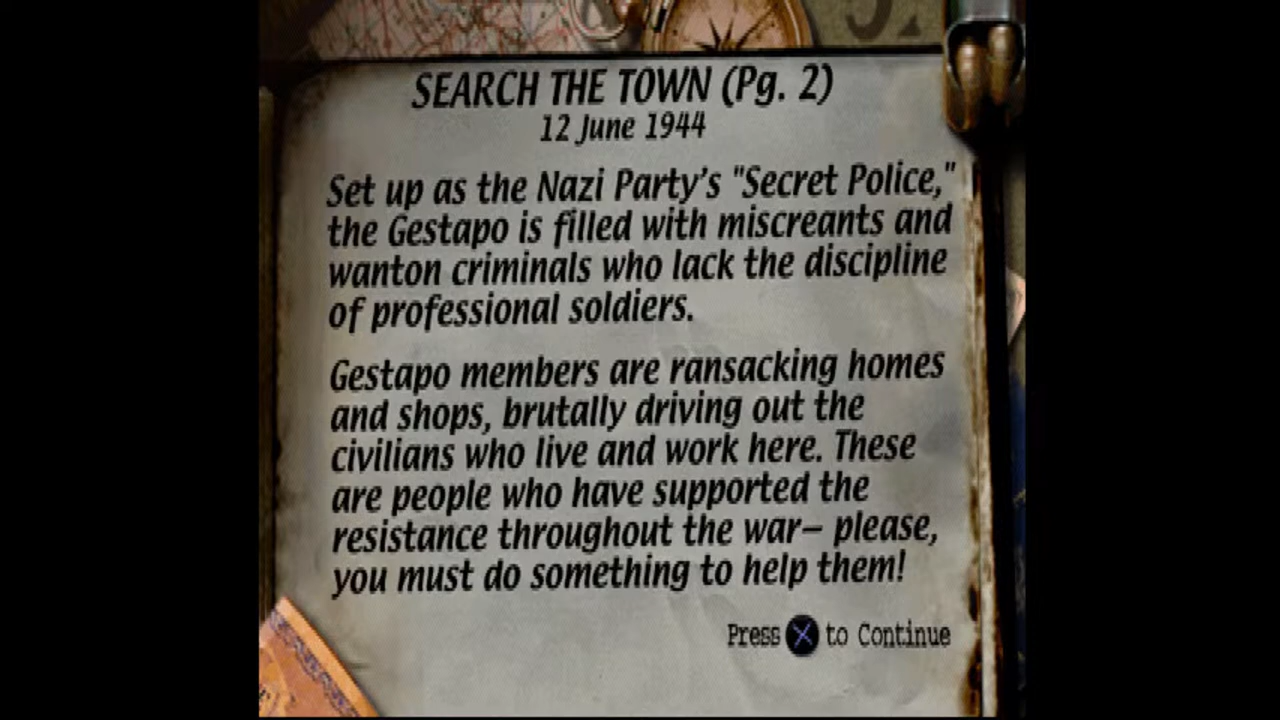 SEARCH THE TOWN (Pg. 2)
12 June 1944
Set up as the Nazi Party's "Secret Police,"
the Gestapo is filled with miscreants and
wanton criminals who lack the discipline
of professional soldiers.
Gestapo members are ransacking homes
and shops, brutally driving out the
civilians who live and work here. These
are people who have supported the
resistance throughout the war– please,
you must do something to help them!
Press X to Continue